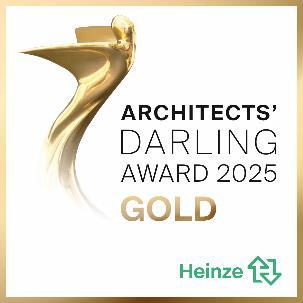 ARCHITECTS'
DARLING
AWARD 2025
GOLD
Heinze